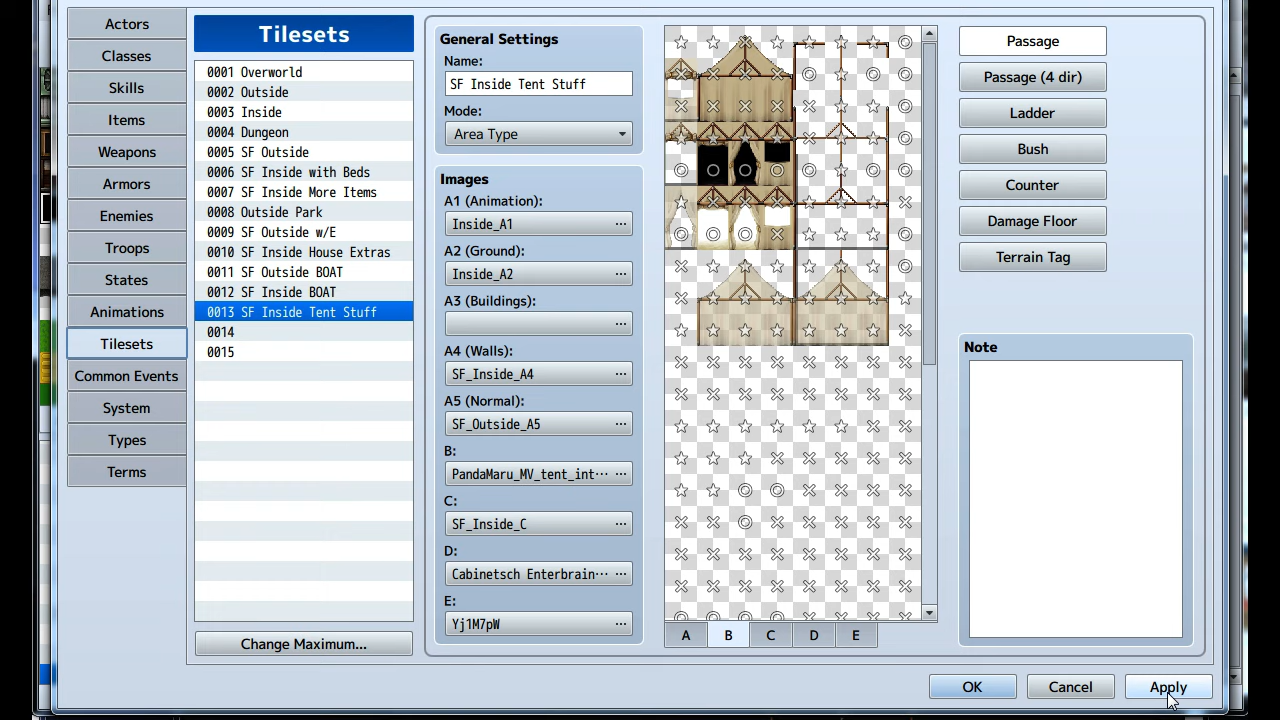 Actors
Classes
Skills
Items
Weapons
Armors
Enemies
Troops
States
Animations
Tilesets
Common Events
System
Types
Terms
Tilesets
0001 Overworld
0002 Outside
0003 Inside
0004 Dungeon
0005 SF Outside
0006 SF Inside with Beds
0007 SF Inside More Items
0008 Outside Park
0009 SF Outside w/E
0010 SF Inside House Extras
0011 SF Outside BOAT
0012 SF Inside BOAT
0013 SF Inside Tent Stuff
0014
0015
Change Maximum...
General Settings
Name:
SF Inside Tent Stuff
Mode:
Area Type
Images
A1 (Animation):
Inside_A1 ...
A2 (Ground):
Inside_A2 ...
A3 (Buildings):
...
A4 (Walls):
SF_Inside_A4 ...
A5 (Normal):
SF_Outside_A5 ...
B:
PandaMaru_MV_tent_int... ...
C:
SF_Inside_C ...
D:
Cabinetsch Enterbrain... ...
E:
Yj1M7pW ...
A B C D E
Passage
Passage (4 dir)
Ladder
Bush
Counter
Damage Floor
Terrain Tag
Note
OK Cancel Apply